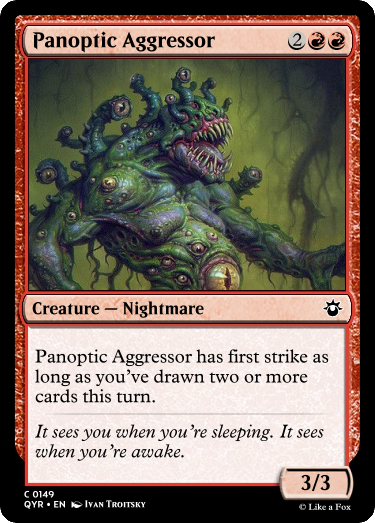 Panoptic Aggressor 2
Creature — Nightmare
Panoptic Aggressor has first strike as
long as you've drawn two or more
cards this turn.
It sees you when you're sleeping. It sees
when you're awake.
3/3
C 0149
QYR • EN Ivan Troitsky
© Like a Fox